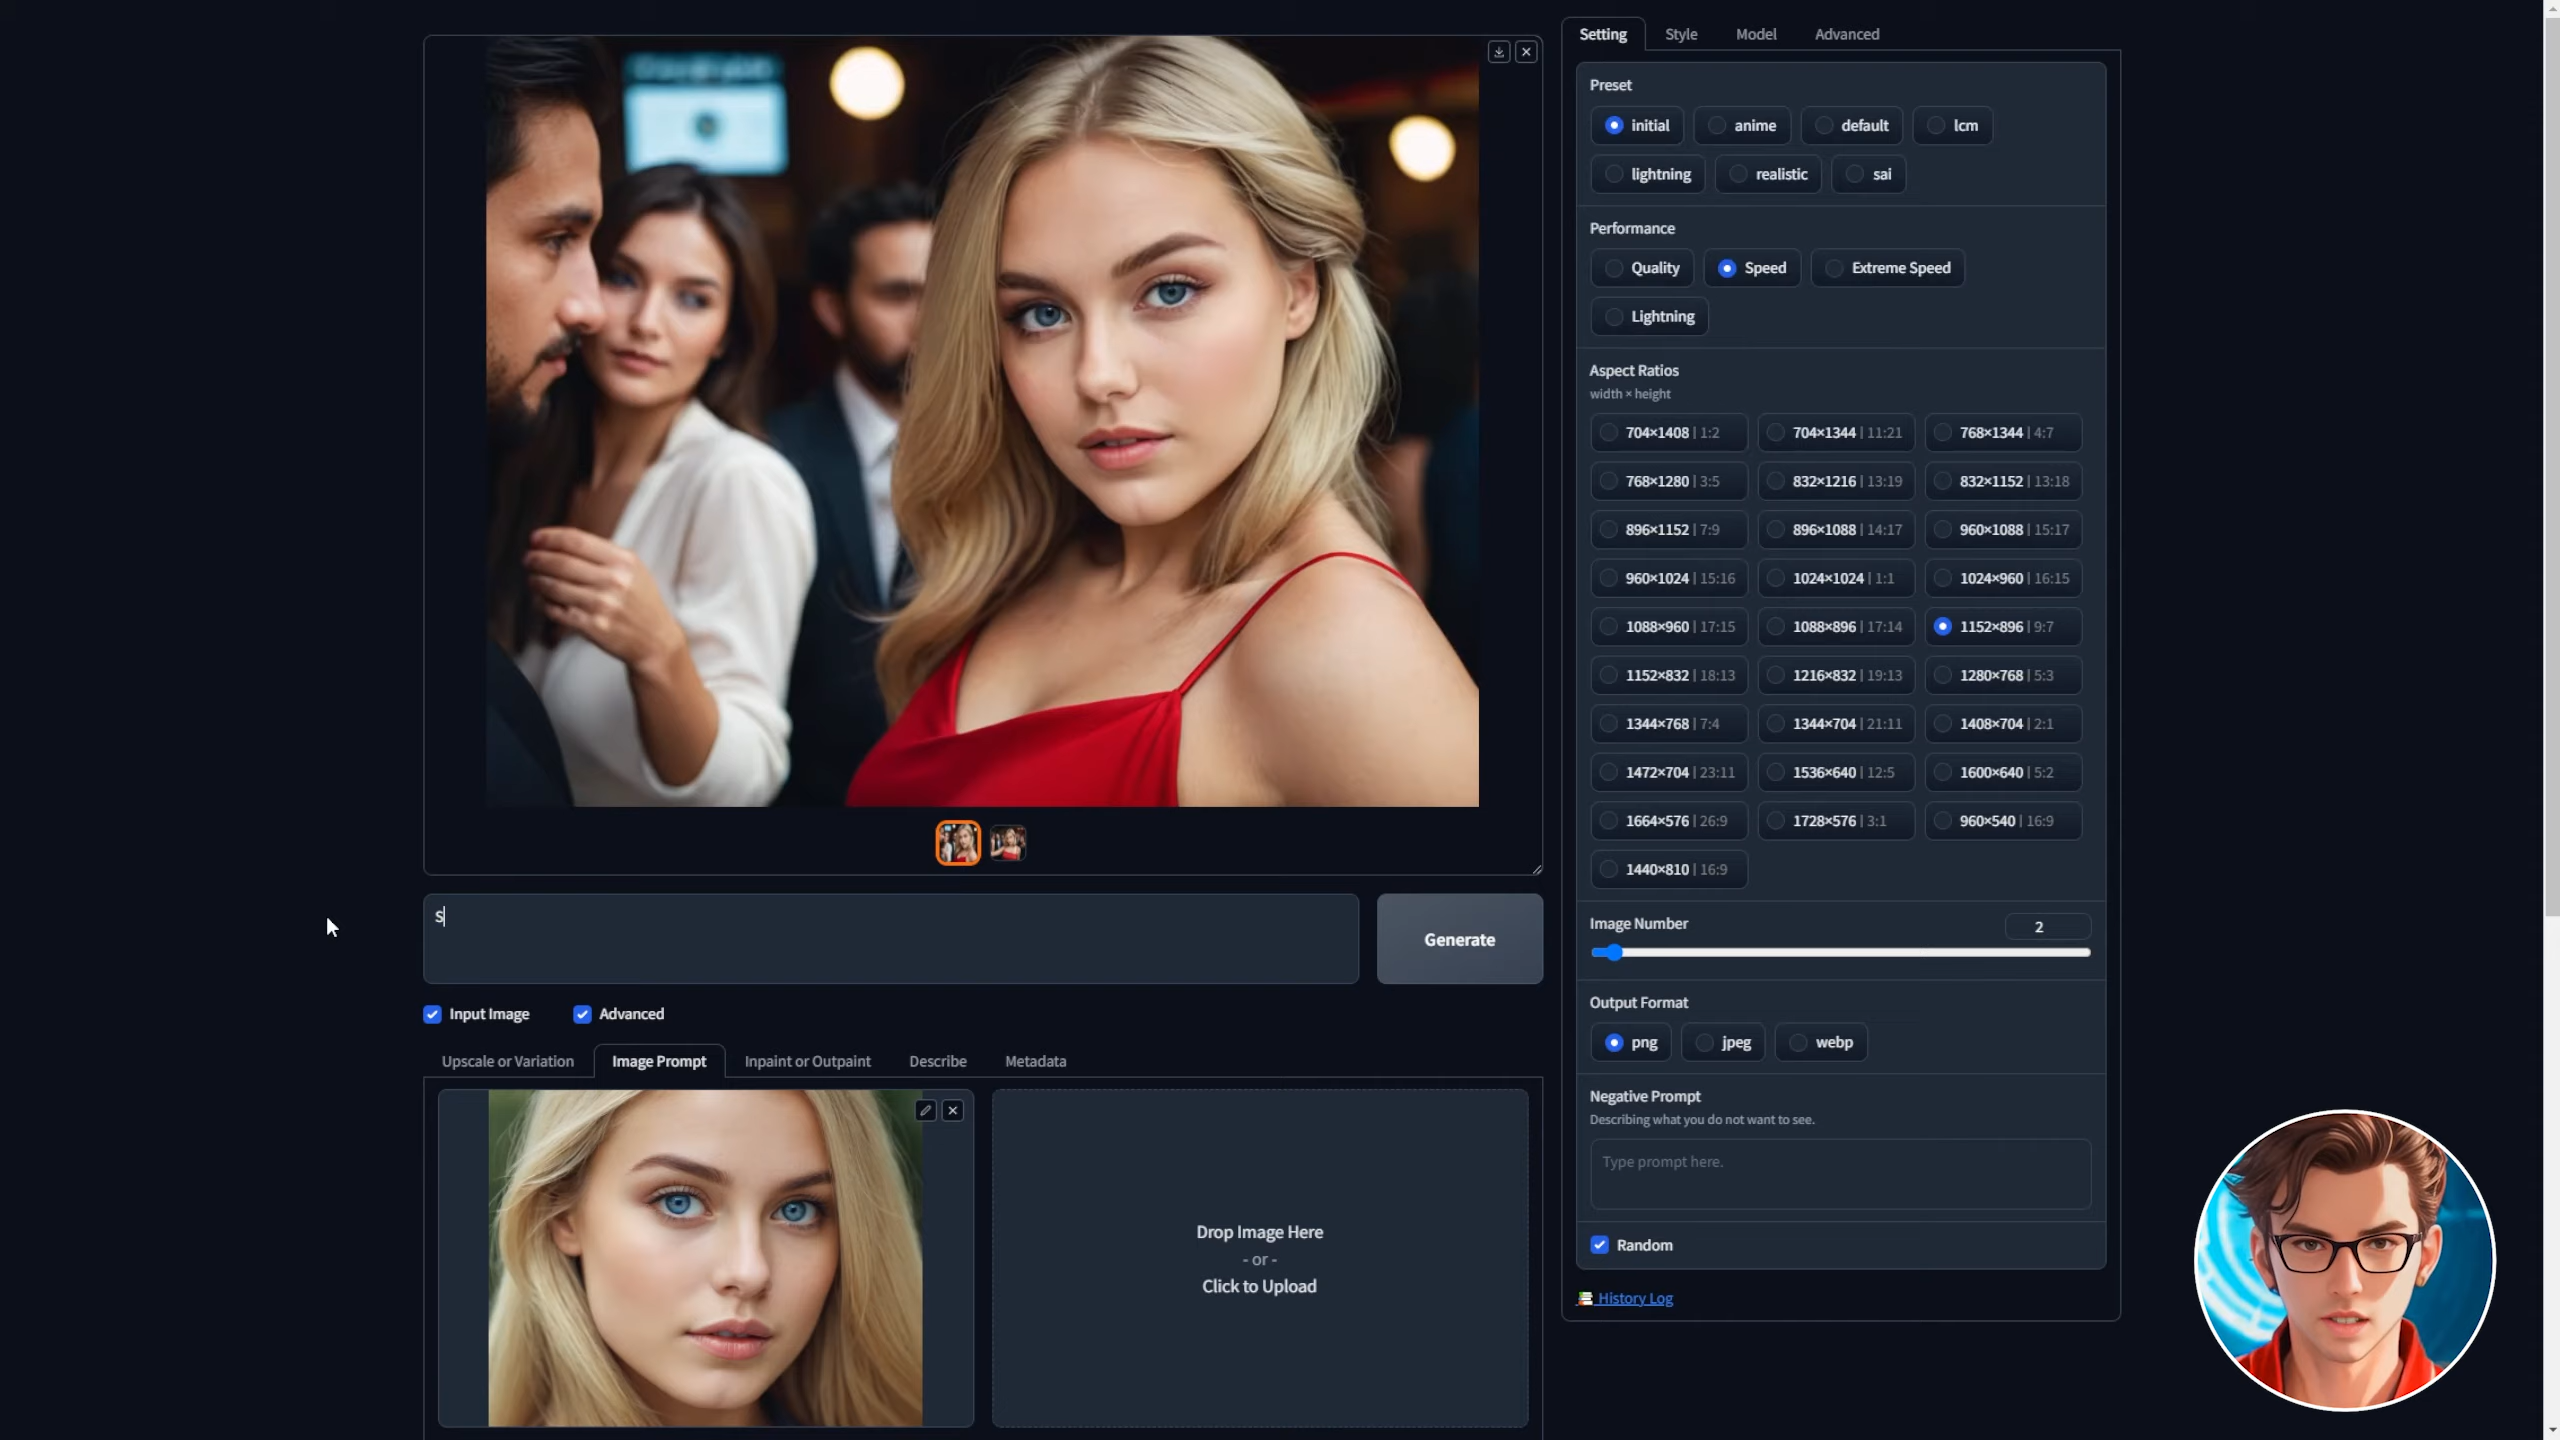 Setting Style Model Advanced
Preset
initial anime default lcm
lightning realistic sai
Performance
Quality Speed Extreme Speed
Lightning
Aspect Ratios
width × height
704×1408 | 1:2 704×1344 | 11:21 768×1344 | 4:7
768×1280 | 3:5 832×1216 | 13:19 832×1152 | 13:18
896×1152 | 7:9 896×1088 | 14:17 960×1088 | 15:17
960×1024 | 15:16 1024×1024 | 1:1 1024×960 | 16:15
1088×960 | 17:15 1088×896 | 17:14 1152×896 | 9:7
1152×832 | 18:13 1216×832 | 19:13 1280×768 | 5:3
1344×768 | 7:4 1344×704 | 21:11 1408×704 | 2:1
1472×704 | 23:11 1536×640 | 12:5 1600×640 | 5:2
1664×576 | 26:9 1728×576 | 3:1 960×540 | 16:9
1440×810 | 16:9
Image Number 2
Output Format
png jpeg webp
Negative Prompt
Describing what you do not want to see.
Type prompt here.
Random
History Log
S
Generate
Input Image Advanced
Upscale or Variation Image Prompt Inpaint or Outpaint Describe Metadata
Drop Image Here
- or -
Click to Upload